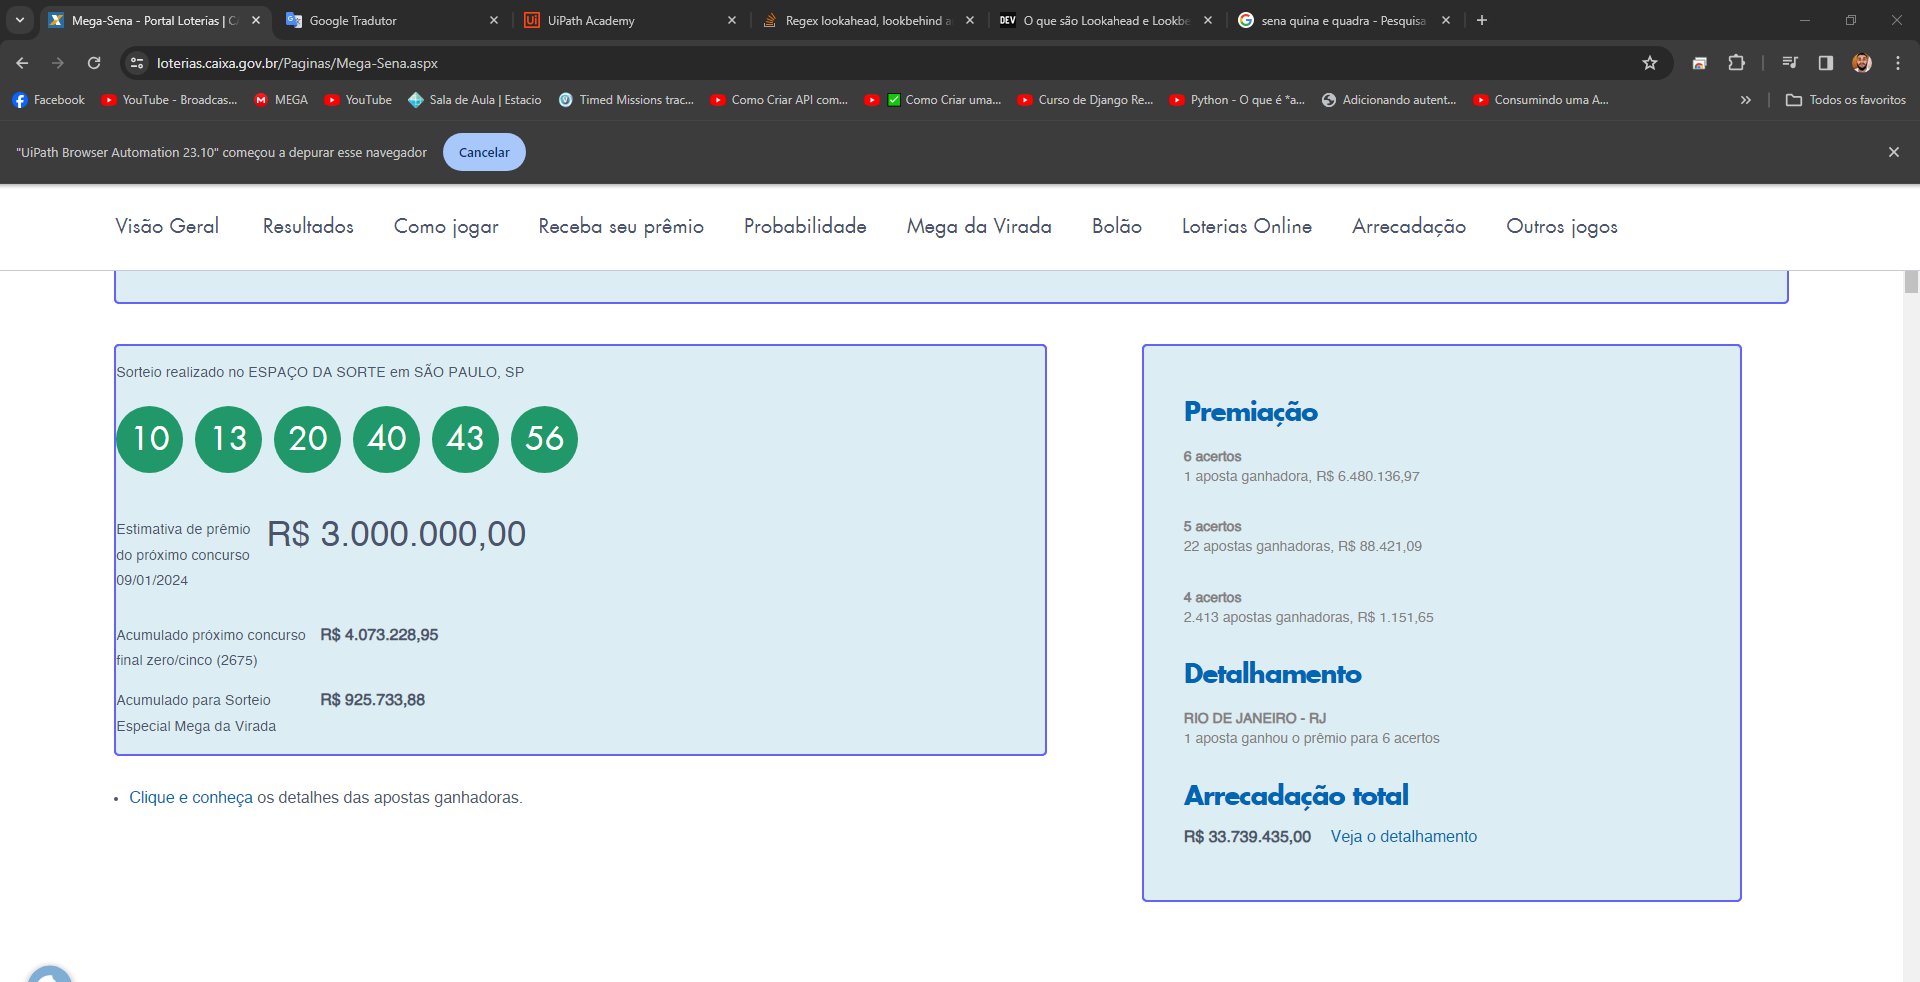 Mega-Sena - Portal Loterias | C
Google Tradutor
Ui
UiPath Academy
Regex lookahead, lookbehind a
DEV
O que são Lookahead e Lookbe
sena quina e quadra - Pesquisa
loterias.caixa.gov.br/Paginas/Mega-Sena.aspx
Facebook
YouTube - Broadcas...
MEGA
YouTube
Sala de Aula | Estacio
Timed Missions trac...
Como Criar API com...
Como Criar uma...
Curso de Django Re...
Python - O que é *a...
Adicionando autent...
Consumindo uma A...
Todos os favoritos
"UiPath Browser Automation 23.10" começou a depurar esse navegador
Cancelar
Visão Geral
Resultados
Como jogar
Receba seu prêmio
Probabilidade
Mega da Virada
Bolão
Loterias Online
Arrecadação
Outros jogos
Sorteio realizado no ESPAÇO DA SORTE em SÃO PAULO, SP
10 13 20 40 43 56
Estimativa de prêmio
do próximo concurso
09/01/2024
R$ 3.000.000,00
Acumulado próximo concurso
final zero/cinco (2675)
R$ 4.073.228,95
Acumulado para Sorteio
Especial Mega da Virada
R$ 925.733,88
• Clique e conheça os detalhes das apostas ganhadoras.
Premiação
6 acertos
1 aposta ganhadora, R$ 6.480.136,97
5 acertos
22 apostas ganhadoras, R$ 88.421,09
4 acertos
2.413 apostas ganhadoras, R$ 1.151,65
Detalhamento
RIO DE JANEIRO - RJ
1 aposta ganhou o prêmio para 6 acertos
Arrecadação total
R$ 33.739.435,00 Veja o detalhamento